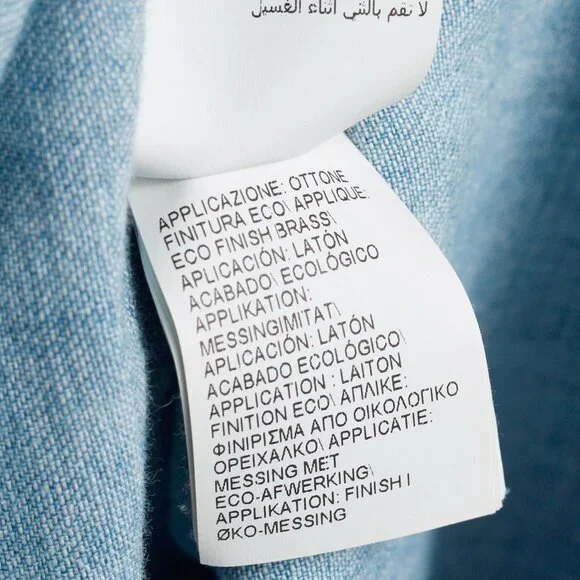 لا تقم بالثني أثناء الغسيل
APPLICAZIONE: OTTONE
FINITURA ECO\ APPLIQUE:
ECO FINISH BRASS\
APLICACIÓN: LATÓN
ACABADO ECOLÓGICO
APPLIKATION:
MESSINGIMITAT\
APLICACIÓN: LATÓN
ACABADO ECOLÓGICO\
APPLICATION : LAITON
FINITION ECO\ ΑΠΛΙΚΕ:
ΦΙΝΙΡΙΣΜΑ ΑΠΟ ΟΙΚΟΛΟΓΙΚΟ
ΟΡΕΙΧΑΛΚΟ\ APPLICATIE:
MESSING MET
ECO-AFWERKING\
APPLIKATION: FINISH I
ØKO-MESSING